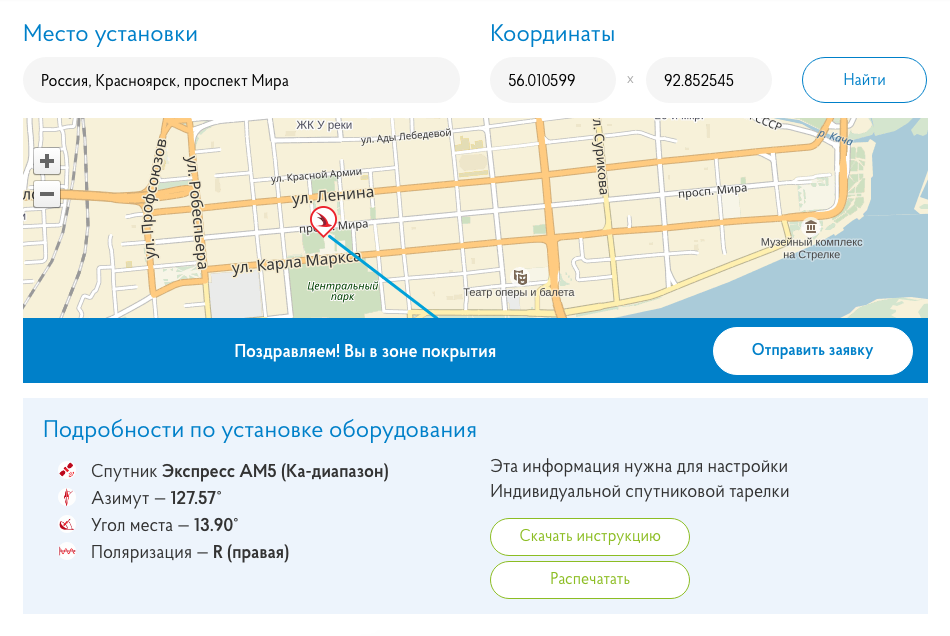 Место установки
Координаты
Россия, Красноярск, проспект Мира
56.010599
x
92.852545
Найти
ЖК У реки
ул. Ады Лебедевой
СССР
р. Кача
ул. Профсоюзов
ул. Робеспьера
ул. Красной Армии
ул. Ленина
ул. Сурикова
просп. Мира
Мира
ул. Карла Маркса
Музейный комплекс
на Стрелке
Центральный
парк
Театр оперы и балета
Поздравляем! Вы в зоне покрытия
Отправить заявку
Подробности по установке оборудования
Спутник Экспресс АМ5 (Ка-диапазон)
Азимут – 127.57°
Угол места – 13.90°
Поляризация – R (правая)
Эта информация нужна для настройки
Индивидуальной спутниковой тарелки
Скачать инструкцию
Распечатать